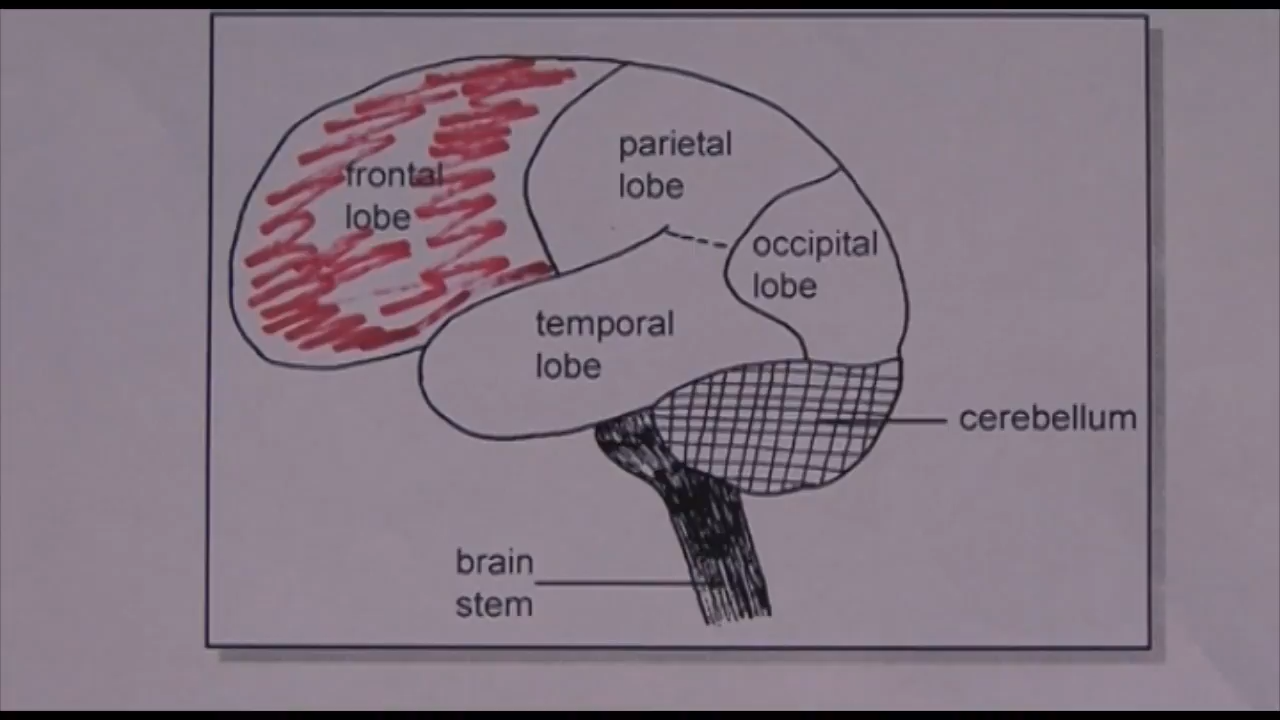 frontal
lobe
parietal
lobe
occipital
lobe
temporal
lobe
cerebellum
brain
stem